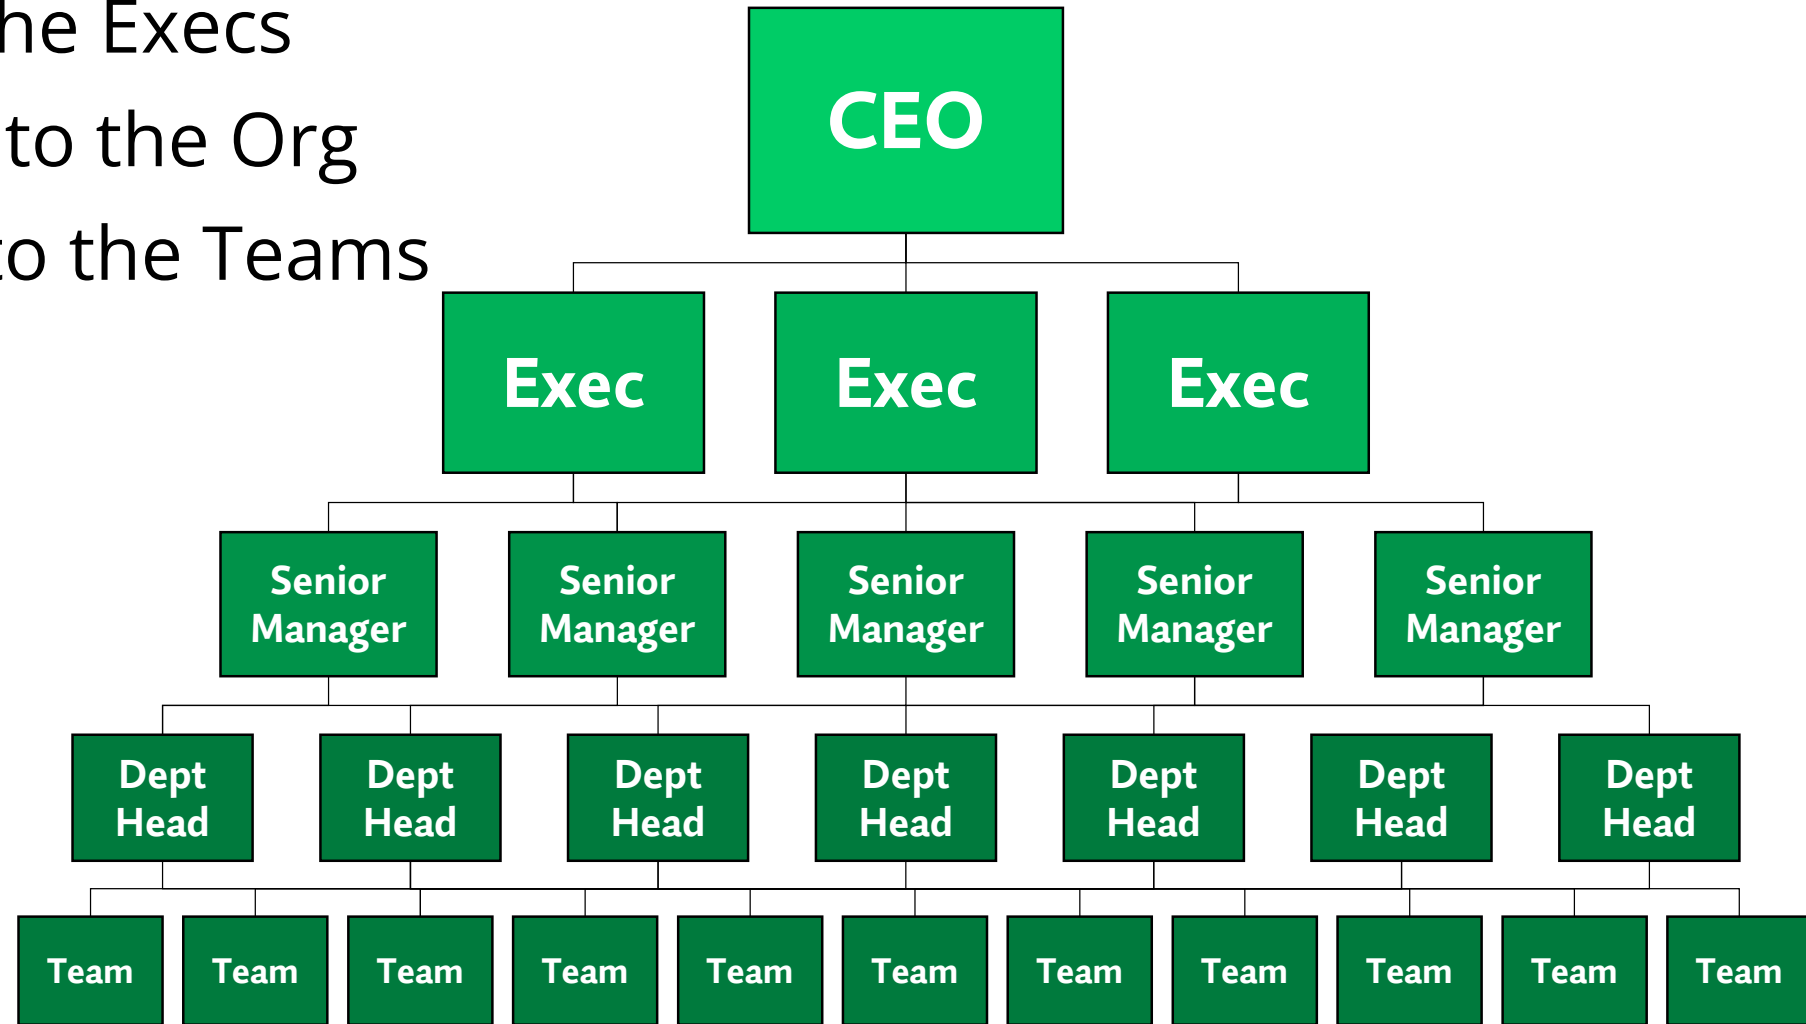 he Execs
to the Org
to the Teams
CEO
Exec
Exec
Exec
Senior
Manager
Senior
Manager
Senior
Manager
Senior
Manager
Senior
Manager
Dept
Head
Dept
Head
Dept
Head
Dept
Head
Dept
Head
Dept
Head
Dept
Head
Team
Team
Team
Team
Team
Team
Team
Team
Team
Team
Team